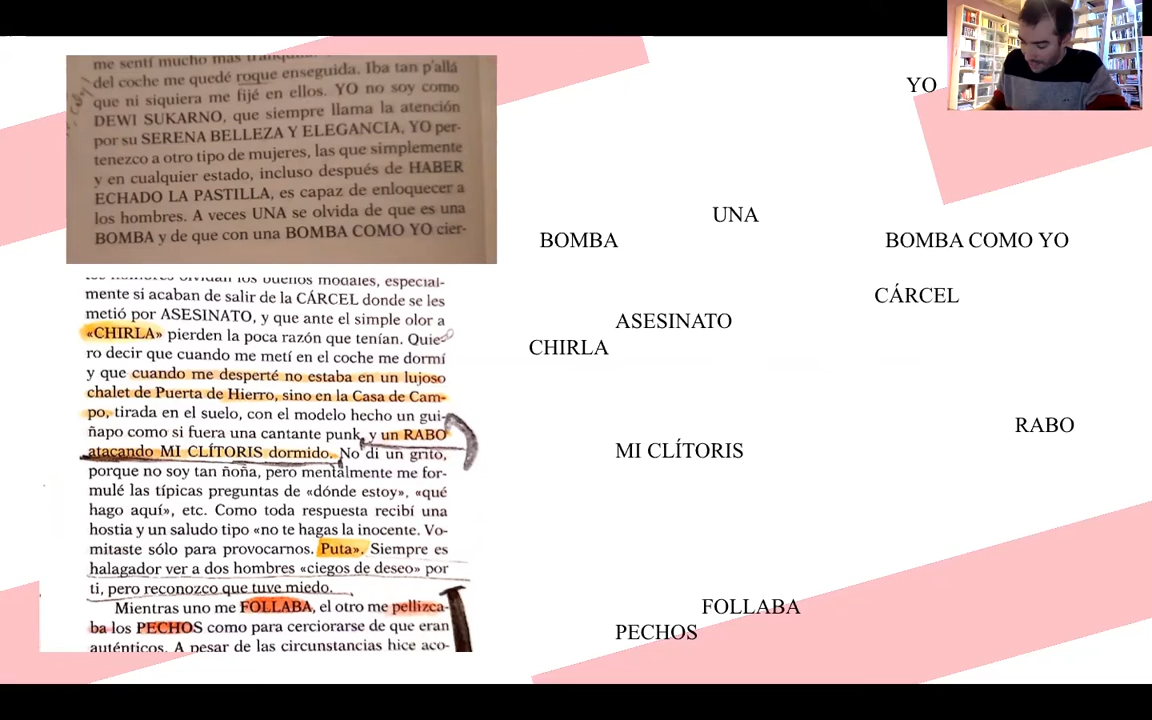 me sentí mucho más
del coche me quedé roque enseguida. Iba tan p'allá
que ni siquiera me fijé en ellos. YO no soy como
DEWI SUKARNO, que siempre llama la atención
por su SERENA BELLEZA Y ELEGANCIA, YO per-
tenezco a otro tipo de mujeres, las que simplemente
y en cualquier estado, incluso después de HABER
ECHADO LA PASTILLA, es capaz de enloquecer a
los hombres. A veces UNA se olvida de que es una
BOMBA y de que con una BOMBA COMO YO cier-
los buenos modales, especial-
mente si acaban de salir de la CÁRCEL donde se les
metió por ASESINATO, y que ante el simple olor a
«CHIRLA» pierden la poca razón que tenían. Quie-
ro decir que cuando me metí en el coche me dormí
y que cuando me desperté no estaba en un lujoso
chalet de Puerta de Hierro, sino en la Casa de Cam-
po, tirada en el suelo, con el modelo hecho un gui-
ñapo como si fuera una cantante punk, y un RABO
atacando MI CLÍTORIS dormido. No di un grito,
porque no soy tan ñoña, pero mentalmente me for-
mulé las típicas preguntas de «dónde estoy», «qué
hago aquí», etc. Como toda respuesta recibí una
hostia y un saludo tipo «no te hagas la inocente. Vo-
mitaste sólo para provocarnos. Puta». Siempre es
halagador ver a dos hombres «ciegos de deseo» por
ti, pero reconozco que tuve miedo.
Mientras uno me FOLLABA, el otro me pellizca-
ba los PECHOS como para cerciorarse de que eran
auténticos. A pesar de las circunstancias hice aco-
YO
UNA
BOMBA
BOMBA COMO YO
CÁRCEL
ASESINATO
CHIRLA
RABO
MI CLÍTORIS
FOLLABA
PECHOS